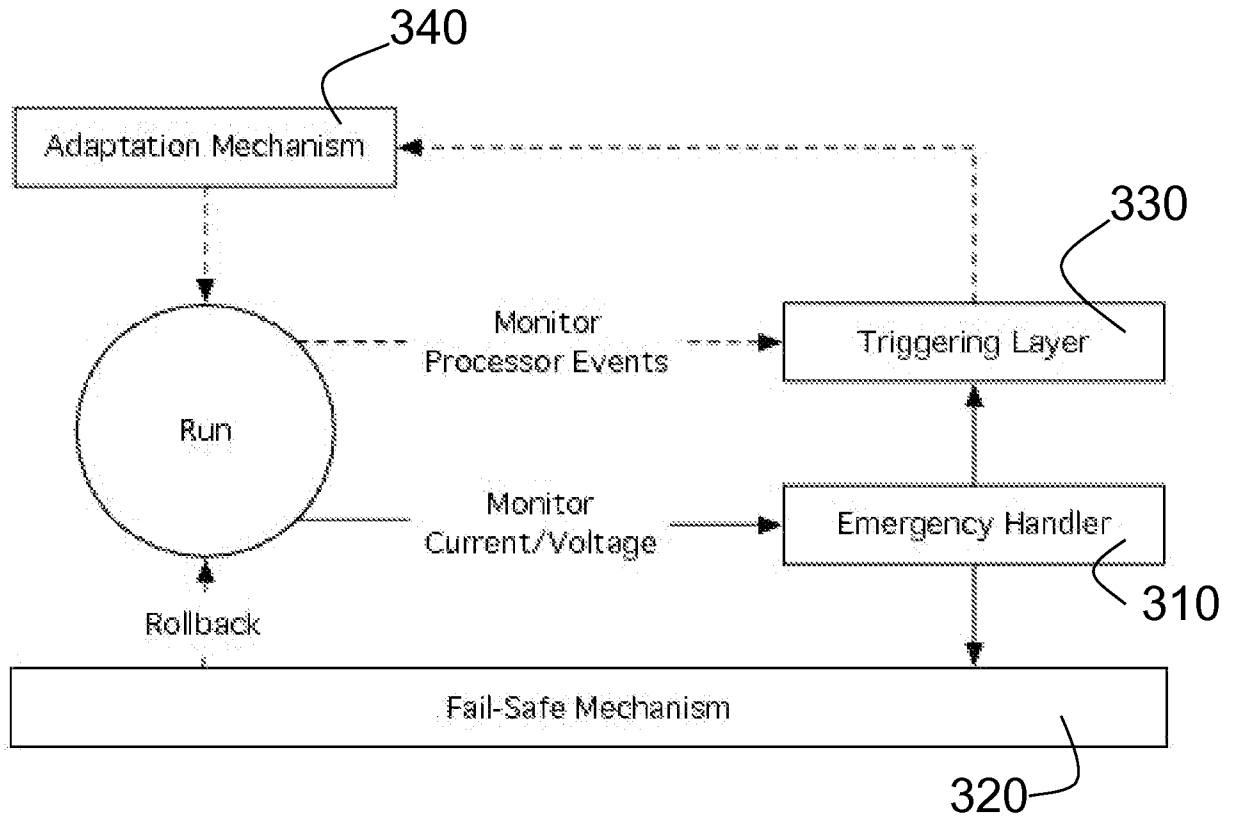 340
Adaptation Mechanism
330
Monitor
Processor Events
Triggering Layer
Run
Monitor
Current/Voltage
Emergency Handler
310
Rollback
Fail-Safe Mechanism
320